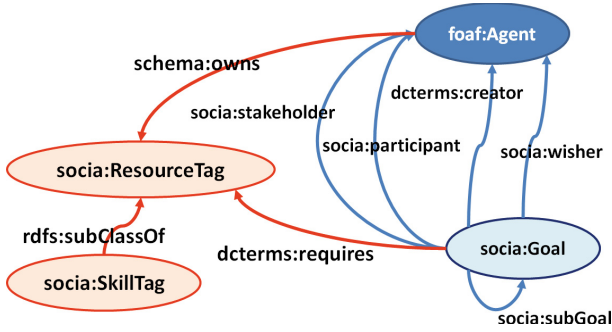 foaf:Agent
schema:owns
dcterms:creator
socia:stakeholder
socia:participant
socia:wisher
socia:ResourceTag
rdfs:subClassOf
dcterms:requires
socia:Goal
socia:SkillTag
socia:subGoal